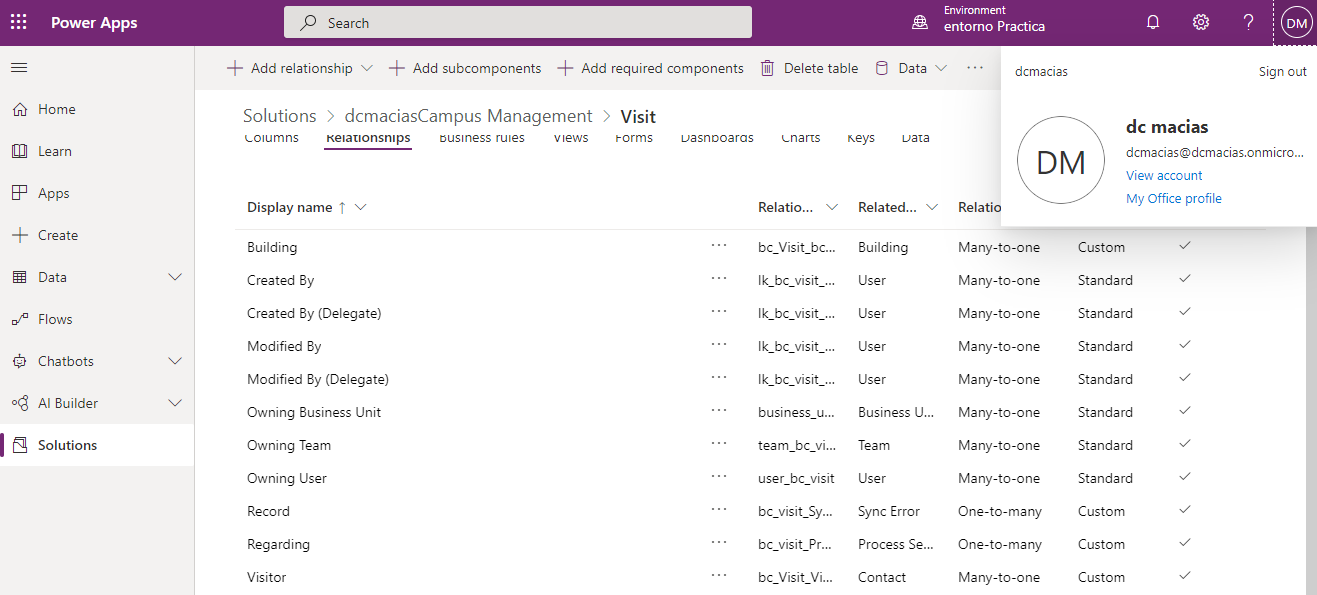 Power Apps
Search
Environment
entorno Practica
?
DM
Add relationship
Add subcomponents
Add required components
Delete table
Data
...
dcmacias
Sign out
DM
dc macias
dcmacias@dcmacias.onmicro...
View account
My Office profile
Home
Learn
Apps
Create
Data
Flows
Chatbots
AI Builder
Solutions
Solutions > dcmaciasCampus Management > Visit
Columns Relationships Business rules Views Forms Dashboards Charts Keys Data
Display name ↑ Relatio... Related... Relatio
Building ... bc_Visit_bc... Building Many-to-one Custom
Created By ... lk_bc_visit_... User Many-to-one Standard
Created By (Delegate) ... lk_bc_visit_... User Many-to-one Standard
Modified By ... lk_bc_visit_... User Many-to-one Standard
Modified By (Delegate) ... lk_bc_visit_... User Many-to-one Standard
Owning Business Unit ... business_u... Business U... Many-to-one Standard
Owning Team ... team_bc_vi... Team Many-to-one Standard
Owning User ... user_bc_visit User Many-to-one Standard
Record ... bc_visit_Sy... Sync Error One-to-many Custom
Regarding ... bc_visit_Pr... Process Se... One-to-many Custom
Visitor ... bc_Visit_Vi... Contact Many-to-one Custom